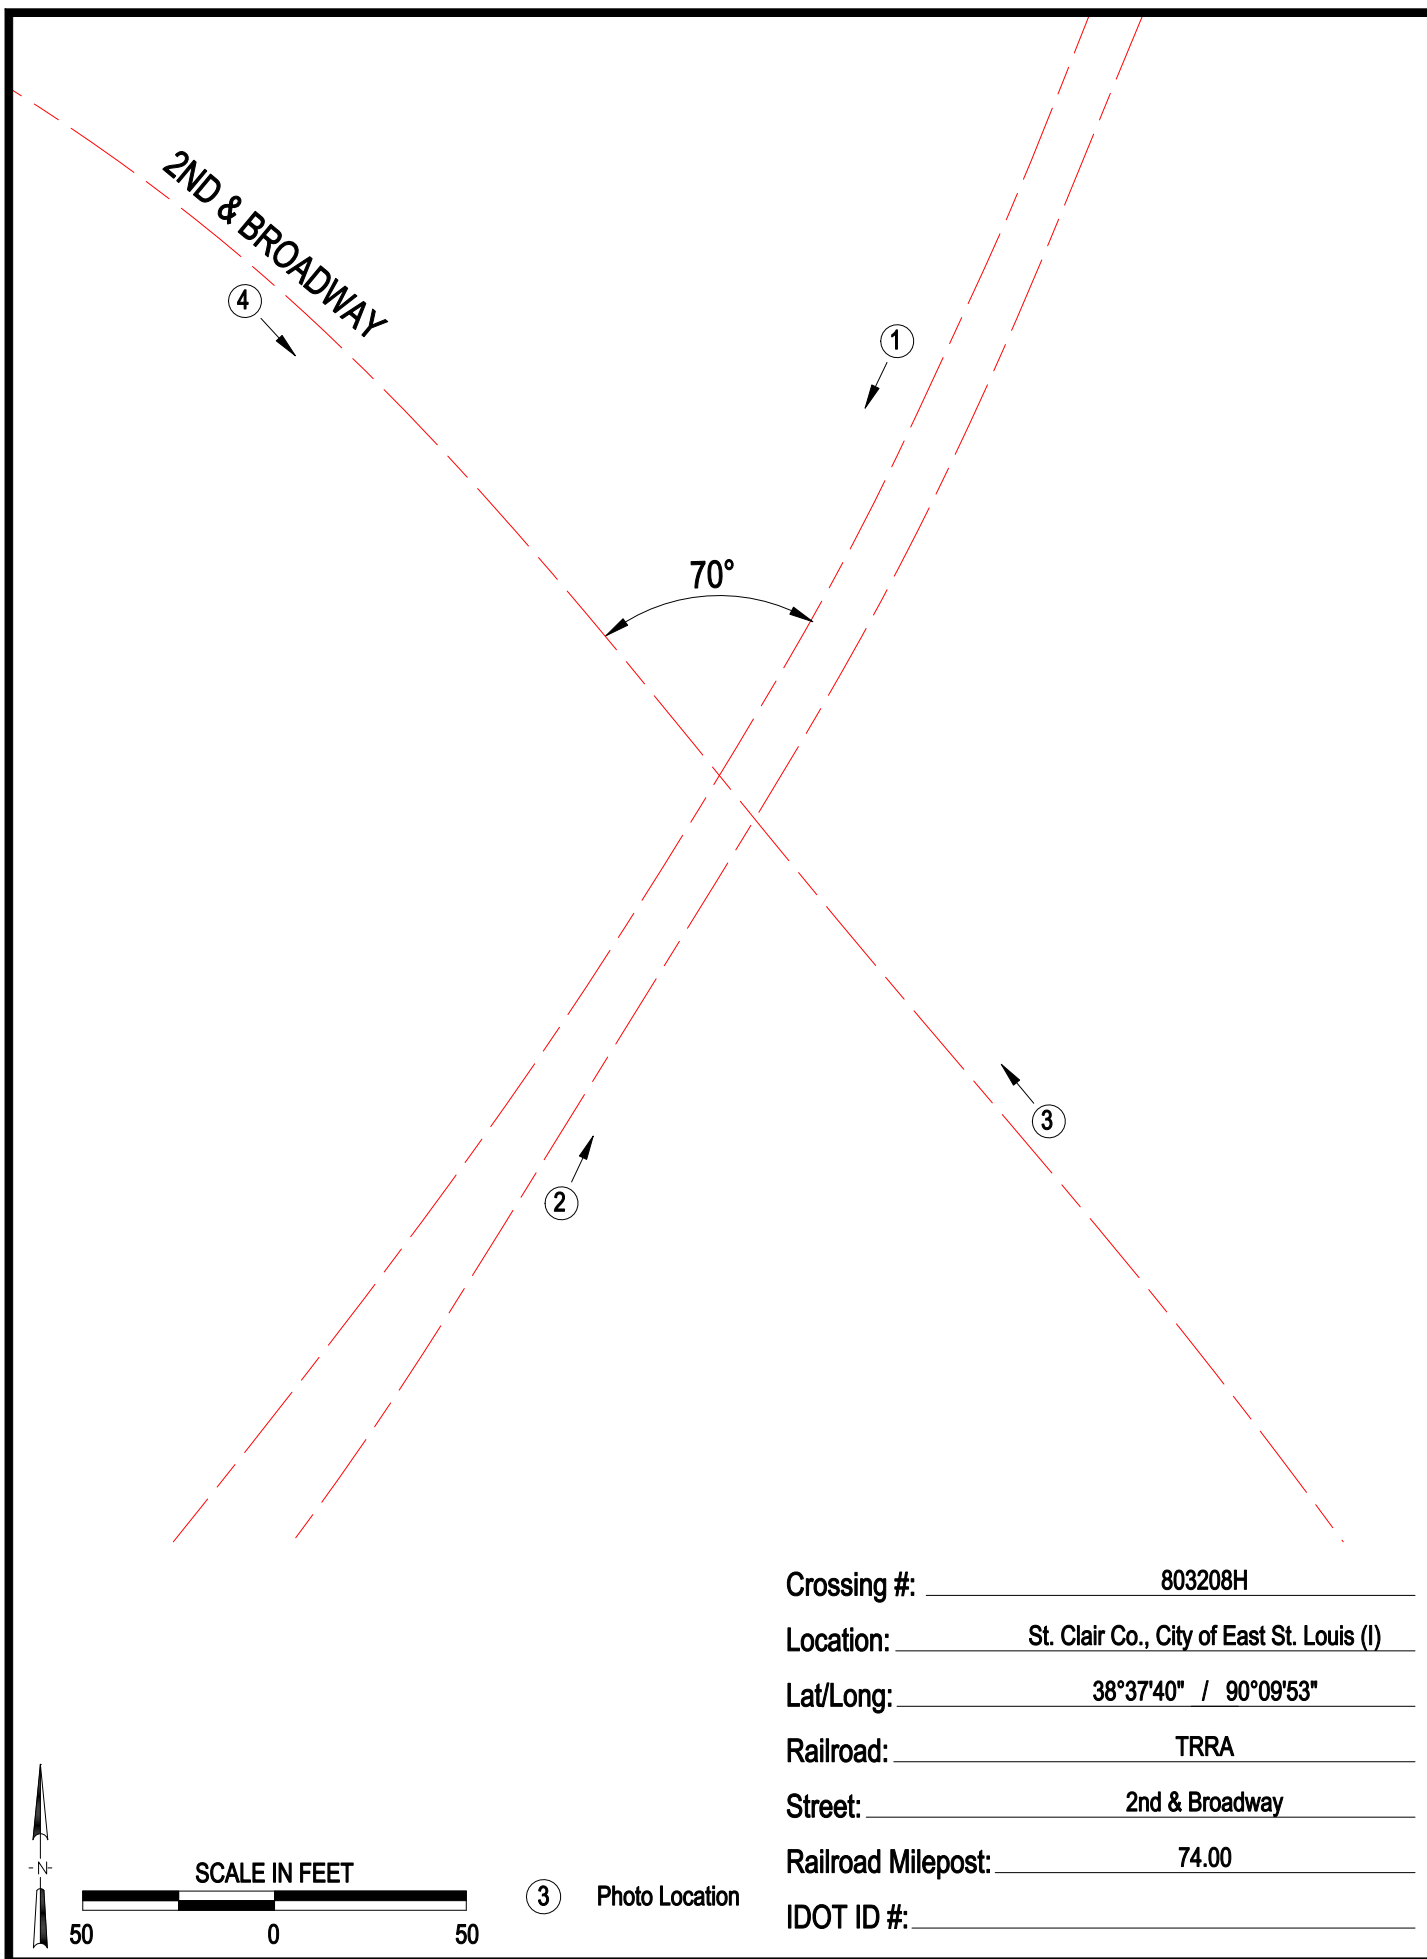 2ND & BROADWAY
4
1
70°
3
2
Crossing #: 803208H
Location: St. Clair Co., City of East St. Louis (I)
Lat/Long: 38°37'40" / 90°09'53"
Railroad: TRRA
Street: 2nd & Broadway
Railroad Milepost: 74.00
IDOT ID #:
-N-
SCALE IN FEET
50 0 50
3 Photo Location